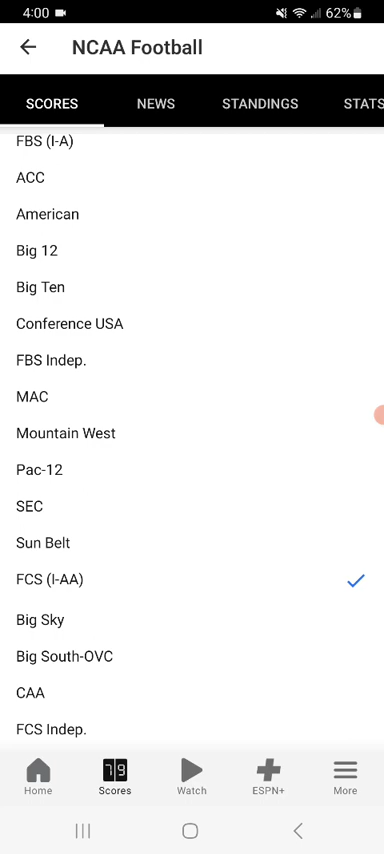 4:00 62%
NCAA Football
SCORES NEWS STANDINGS STATS
FBS (I-A)
ACC
American
Big 12
Big Ten
Conference USA
FBS Indep.
MAC
Mountain West
Pac-12
SEC
Sun Belt
FCS (I-AA)
Big Sky
Big South-OVC
CAA
FCS Indep.
79
Home Scores Watch ESPN+ More